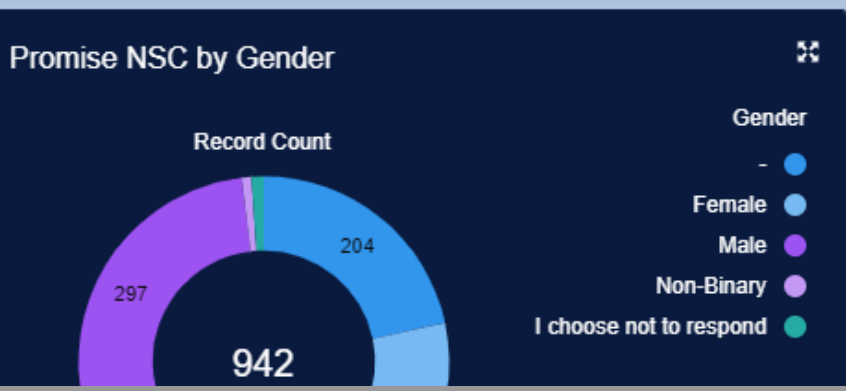 Promise NSC by Gender
Record Count
204
297
942
Gender
-
Female
Male
Non-Binary
I choose not to respond